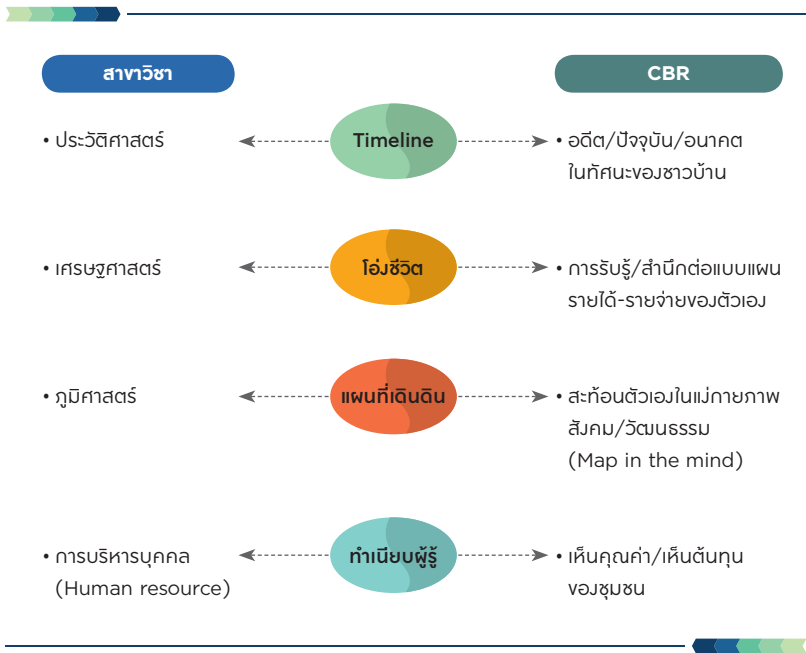 สาขาวิชา
CBR
• ประวัติศาสตร์
Timeline
• อดีต/ปัจจุบัน/อนาคต
ในทัศนะของชาวบ้าน
• เศรษฐศาสตร์
โอ่งชีวิต
• การรับรู้/สำนึกต่อแบบแผน
รายได้-รายจ่ายของตัวเอง
• ภูมิศาสตร์
แผนที่เดินดิน
• สะท้อนตัวเองในแง่กายภาพ
สังคม/วัฒนธรรม
(Map in the mind)
• การบริหารบุคคล
(Human resource)
ทำเนียบผู้รู้
• เห็นคุณค่า/เห็นต้นทุน
ของชุมชน